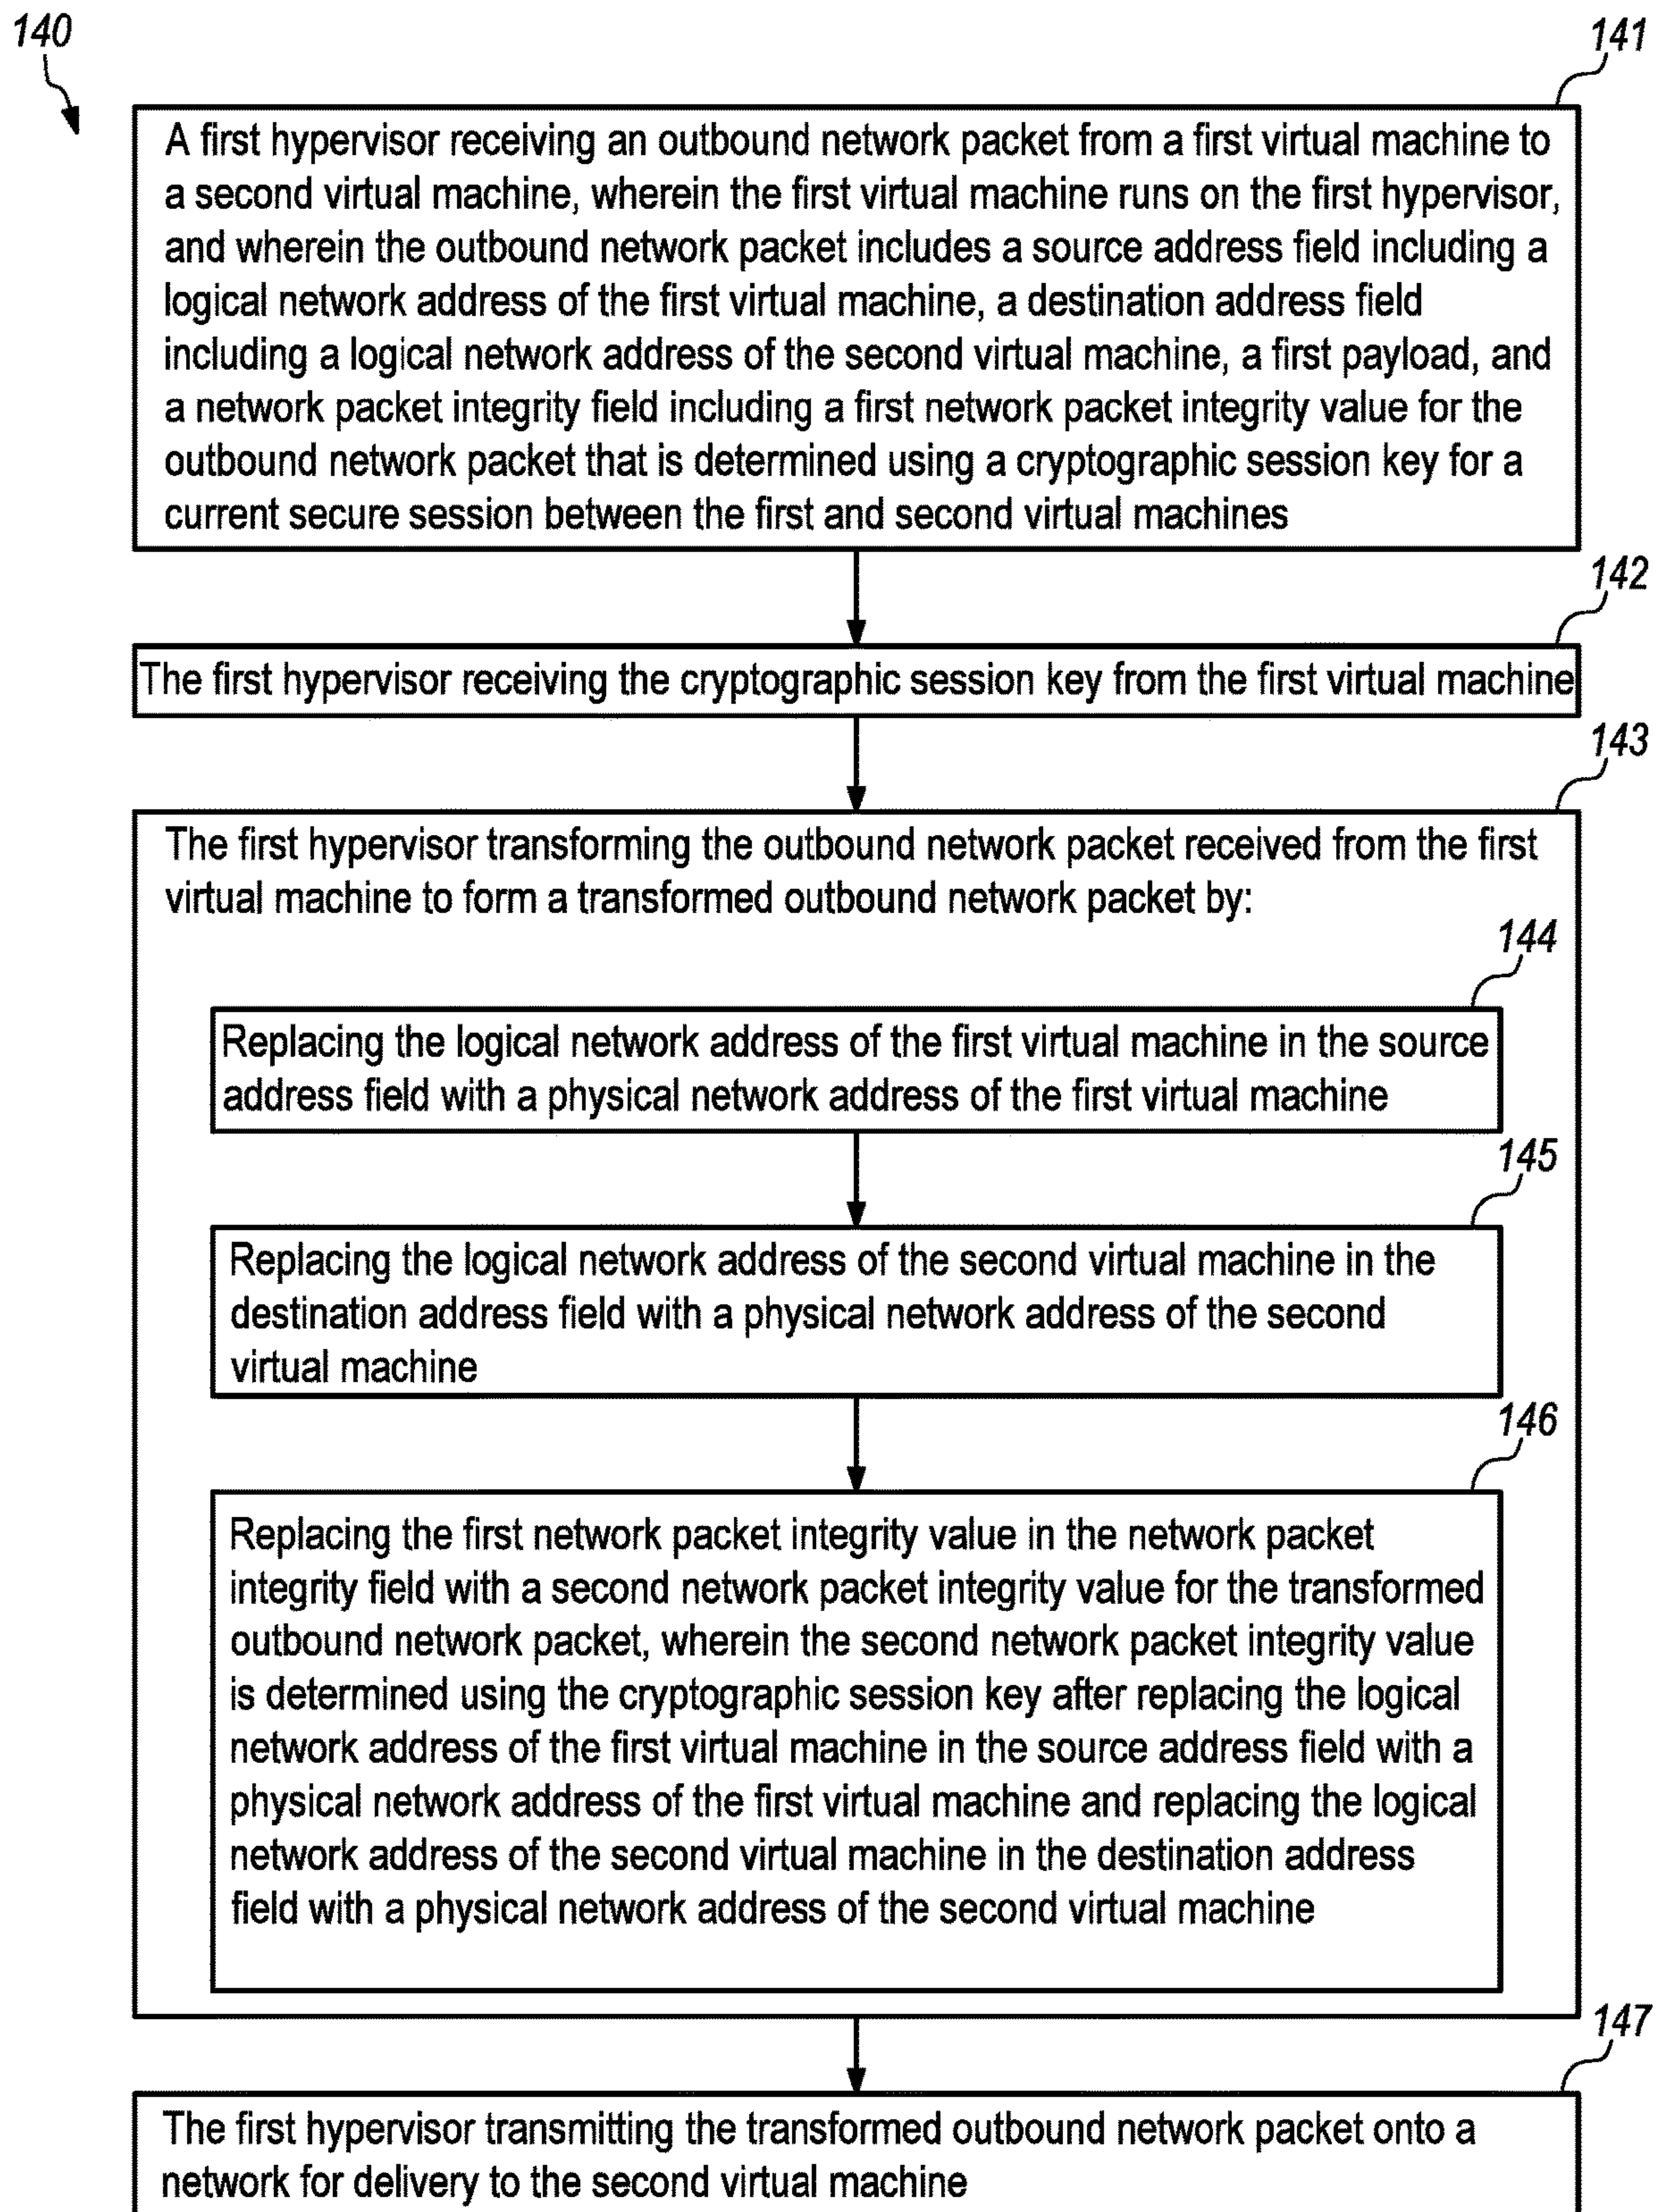 140
141
A first hypervisor receiving an outbound network packet from a first virtual machine to
a second virtual machine, wherein the first virtual machine runs on the first hypervisor,
and wherein the outbound network packet includes a source address field including a
logical network address of the first virtual machine, a destination address field
including a logical network address of the second virtual machine, a first payload, and
a network packet integrity field including a first network packet integrity value for the
outbound network packet that is determined using a cryptographic session key for a
current secure session between the first and second virtual machines
142
The first hypervisor receiving the cryptographic session key from the first virtual machine
143
The first hypervisor transforming the outbound network packet received from the first
virtual machine to form a transformed outbound network packet by:
144
Replacing the logical network address of the first virtual machine in the source
address field with a physical network address of the first virtual machine
145
Replacing the logical network address of the second virtual machine in the
destination address field with a physical network address of the second
virtual machine
146
Replacing the first network packet integrity value in the network packet
integrity field with a second network packet integrity value for the transformed
outbound network packet, wherein the second network packet integrity value
is determined using the cryptographic session key after replacing the logical
network address of the first virtual machine in the source address field with a
physical network address of the first virtual machine and replacing the logical
network address of the second virtual machine in the destination address
field with a physical network address of the second virtual machine
147
The first hypervisor transmitting the transformed outbound network packet onto a
network for delivery to the second virtual machine